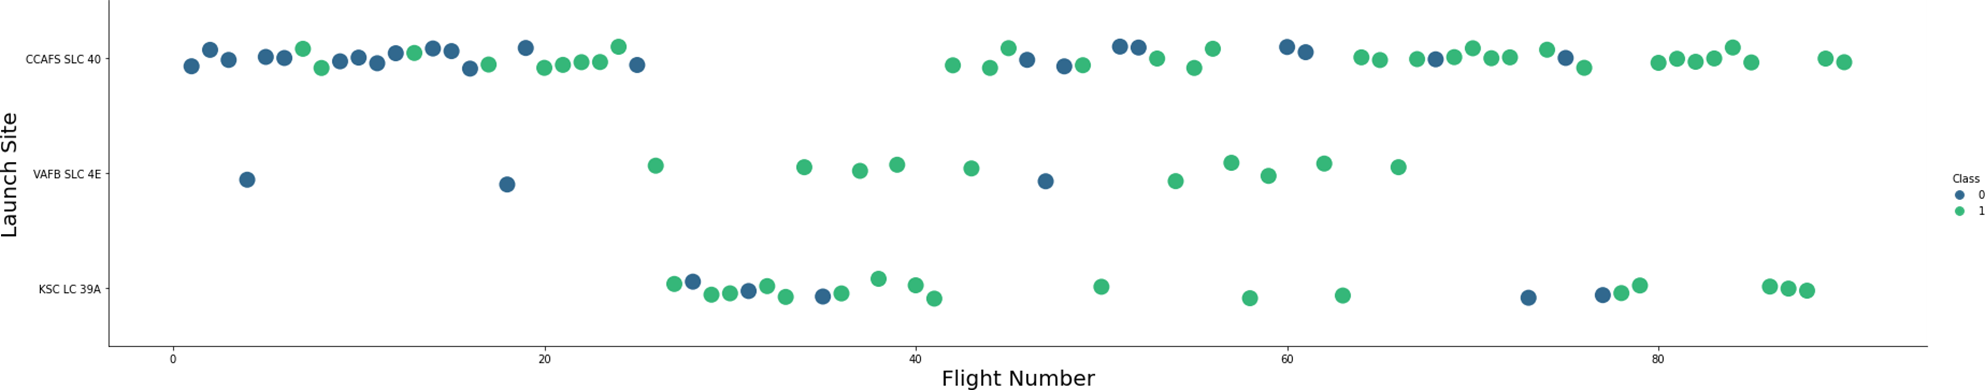 Launch Site
CCAFS SLC 40
VAFB SLC 4E
KSC LC 39A
0 20 40 60 80
Flight Number
Class
0
1